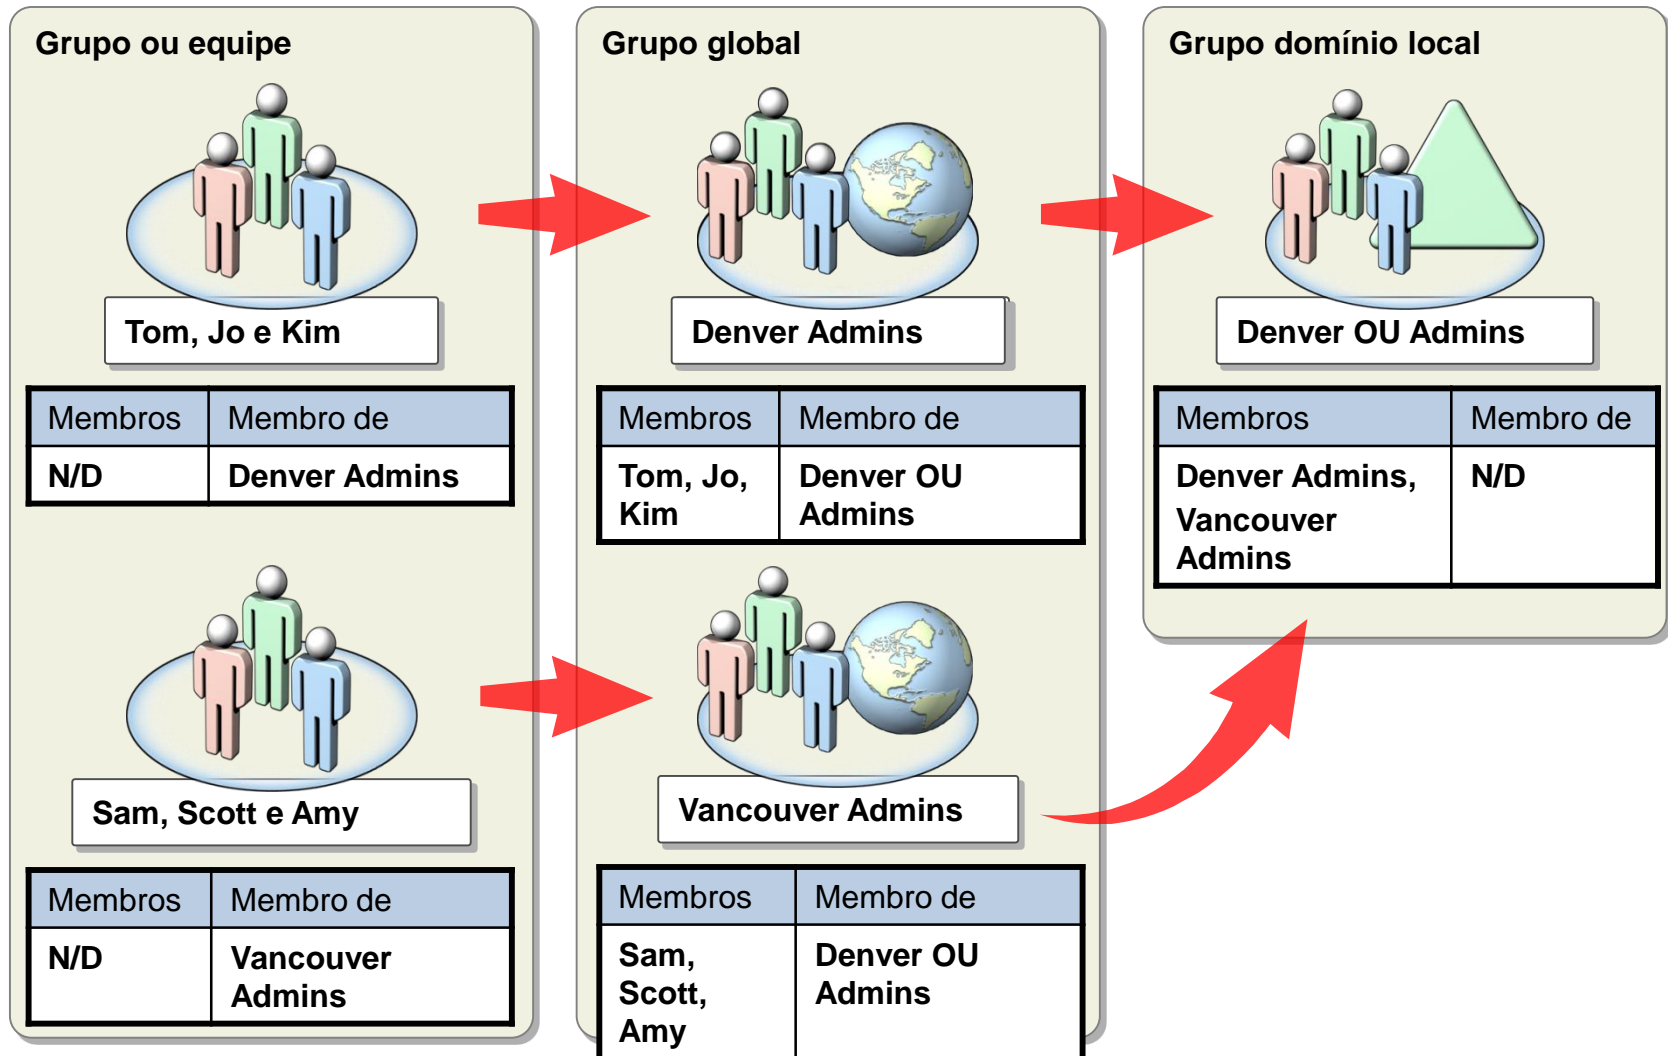 Grupo ou equipe
Tom, Jo e Kim
Membros Membro de
N/D Denver Admins
Sam, Scott e Amy
Membros Membro de
N/D Vancouver
Admins
Grupo global
Denver Admins
Membros Membro de
Tom, Jo, Denver OU
Kim Admins
Vancouver Admins
Membros Membro de
Sam, Denver OU
Scott, Admins
Amy
Grupo domínio local
Denver OU Admins
Membros Membro de
Denver Admins, N/D
Vancouver
Admins